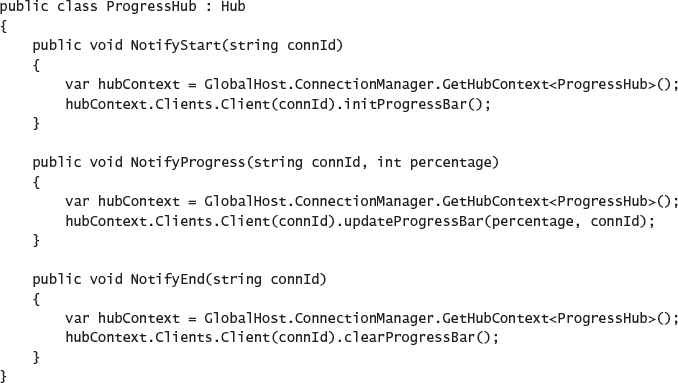 public class ProgressHub : Hub
{
    public void NotifyStart(string connId)
    {
        var hubContext = GlobalHost.ConnectionManager.GetHubContext<ProgressHub>();
        hubContext.Clients.Client(connId).initProgressBar();
    }

    public void NotifyProgress(string connId, int percentage)
    {
        var hubContext = GlobalHost.ConnectionManager.GetHubContext<ProgressHub>();
        hubContext.Clients.Client(connId).updateProgressBar(percentage, connId);
    }

    public void NotifyEnd(string connId)
    {
        var hubContext = GlobalHost.ConnectionManager.GetHubContext<ProgressHub>();
        hubContext.Clients.Client(connId).clearProgressBar();
    }
}